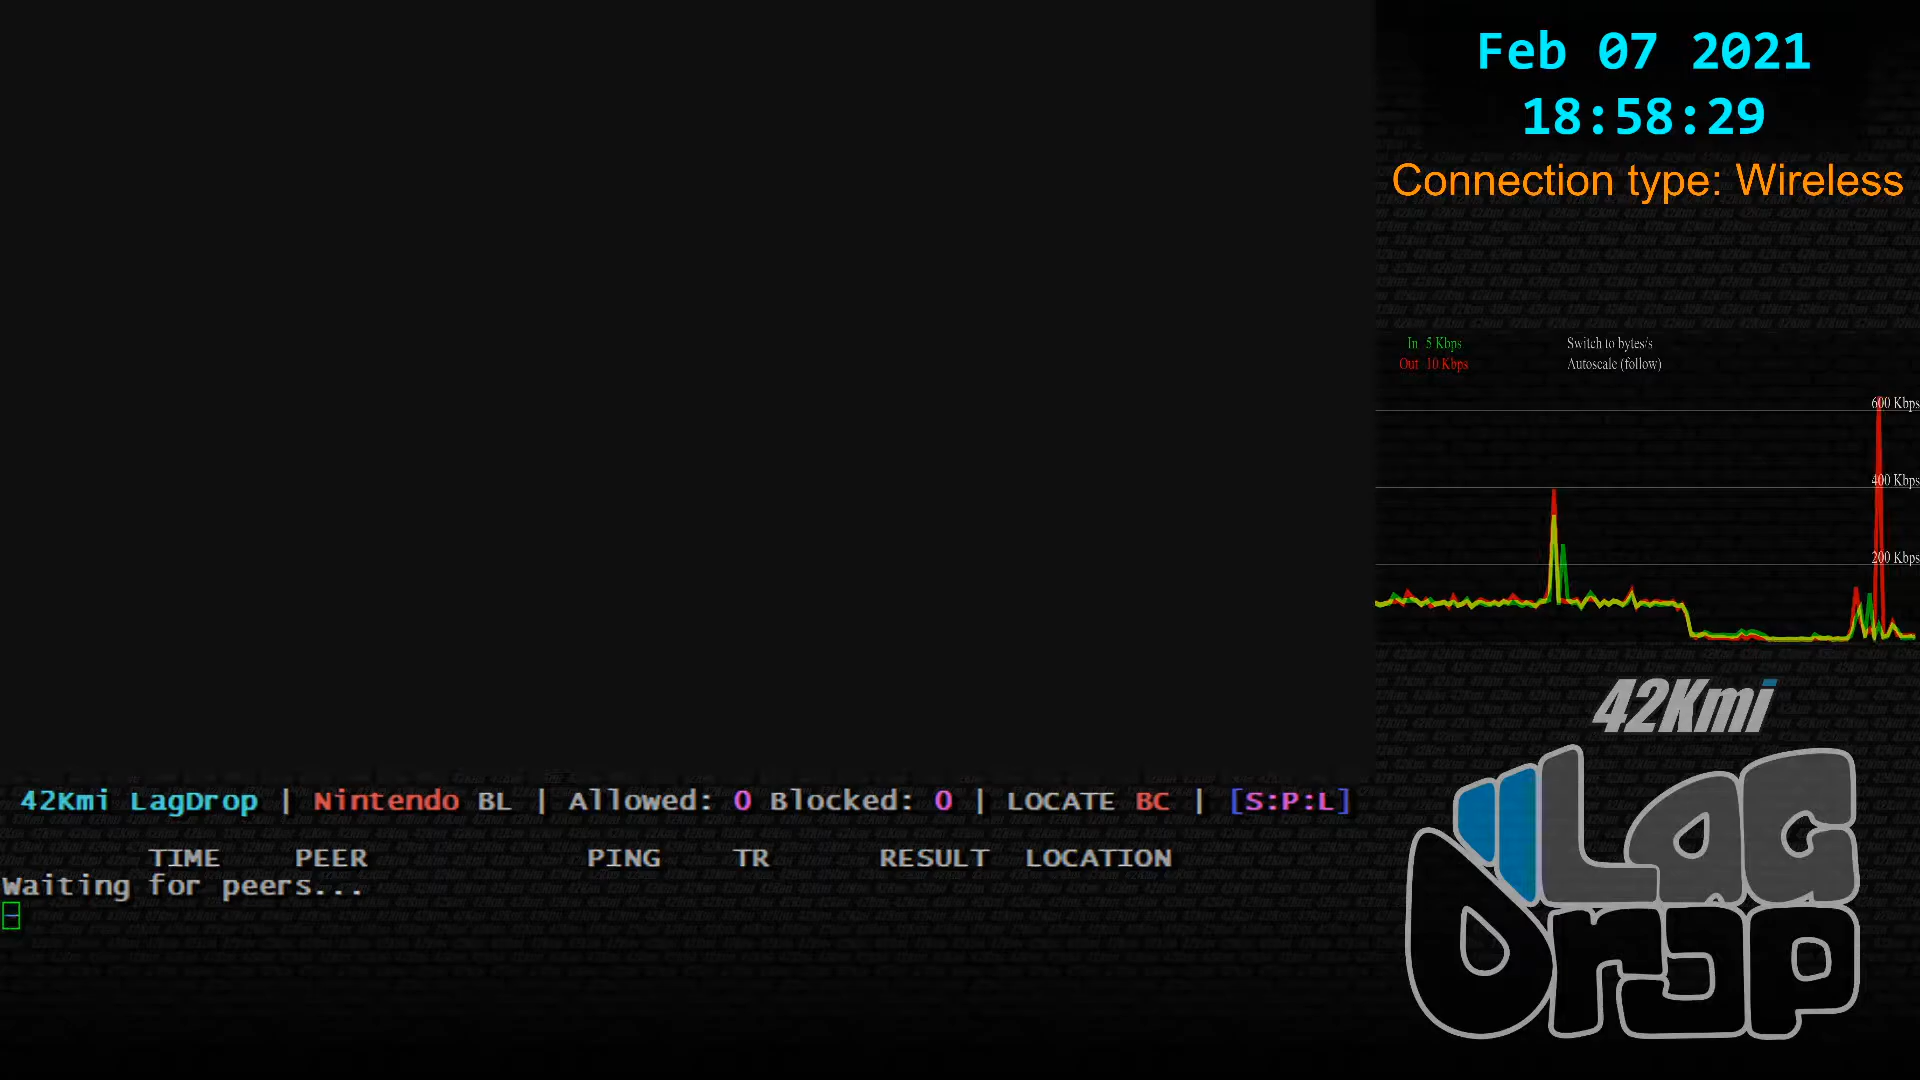 Feb 07 2021
18:58:29
Connection type: Wireless
In 5 Kbps
Switch to bytes/s
Out 10 Kbps
Autoscale (follow)
600 Kbps
400 Kbps
200 Kbps
42Kmi
LagDrop
42Kmi LagDrop | Nintendo BL | Allowed: 0 Blocked: 0 | LOCATE BC | [S:P:L]
TIME PEER PING TR RESULT LOCATION
Waiting for peers...